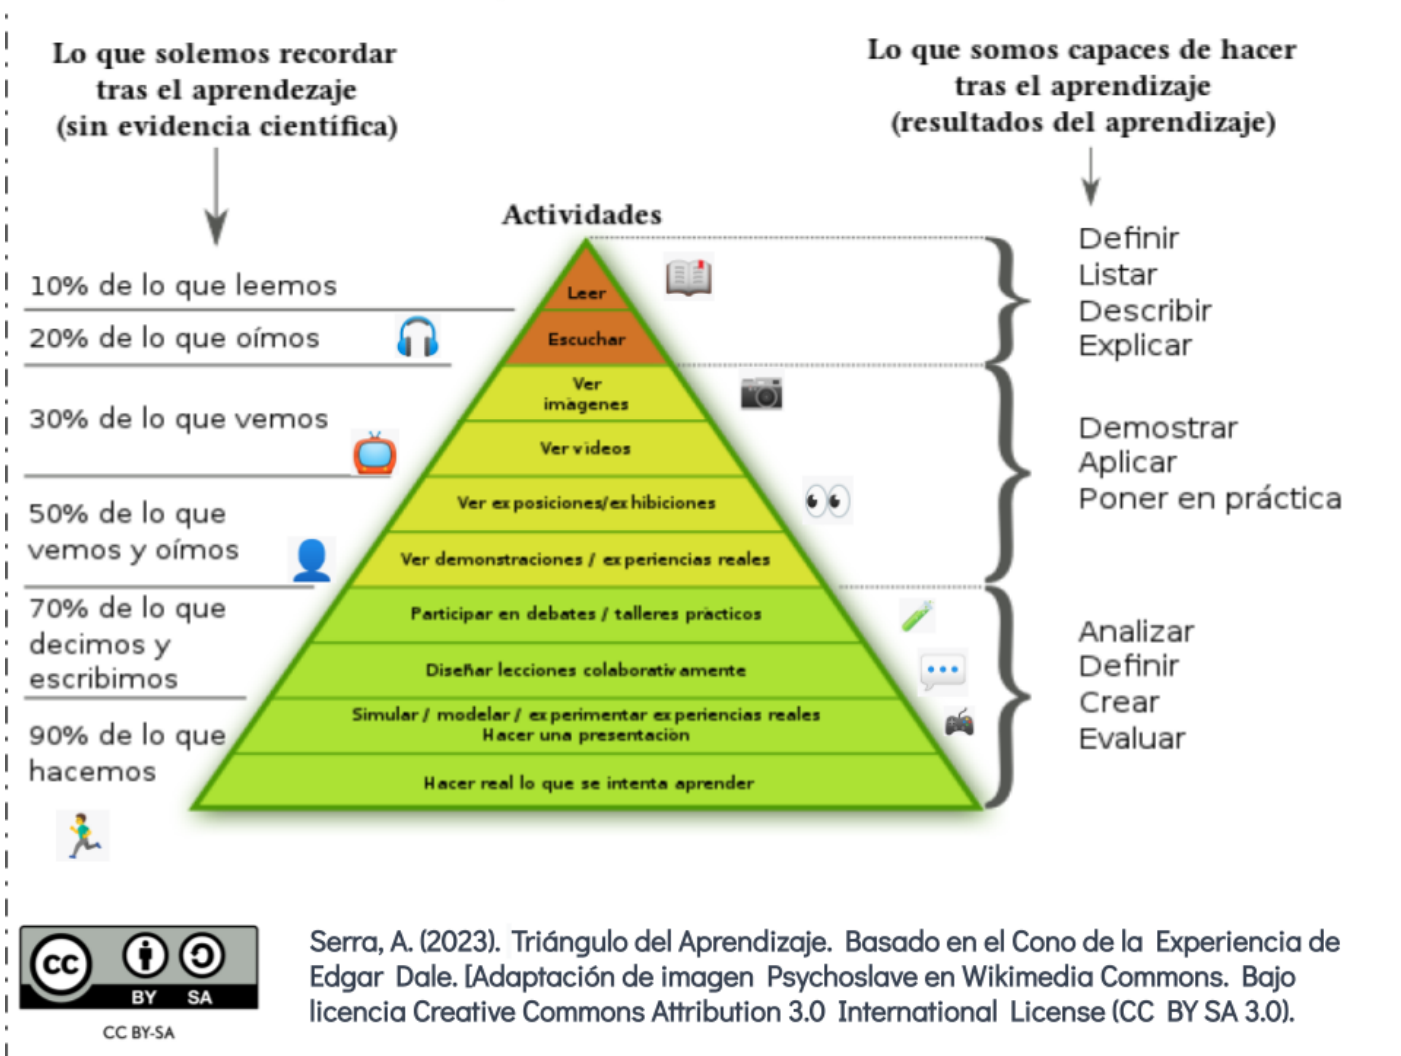 Lo que solemos recordar
tras el aprendezaje
(sin evidencia científica)
Lo que somos capaces de hacer
tras el aprendizaje
(resultados del aprendizaje)
Actividades
10% de lo que leemos
20% de lo que oímos
30% de lo que vemos
50% de lo que
vemos y oímos
70% de lo que
decimos y
escribimos
90% de lo que
hacemos
Leer
Escuchar
Ver
imàgenes
Ver videos
Ver exposiciones/exhibiciones
Ver demonstraciones / experiencias reales
Participar en debates / talleres pràcticos
Diseñar lecciones colaborativamente
Simular / modelar / experimentar experiencias reales
Hacer una presentaciòn
Hacer real lo que se intenta aprender
Definir
Listar
Describir
Explicar
Demostrar
Aplicar
Poner en práctica
Analizar
Definir
Crear
Evaluar
cc
BY SA
CC BY-SA
Serra, A. (2023). Triángulo del Aprendizaje. Basado en el Cono de la Experiencia de
Edgar Dale. [Adaptación de imagen Psychoslave en Wikimedia Commons. Bajo
licencia Creative Commons Attribution 3.0 International License (CC BY SA 3.0).